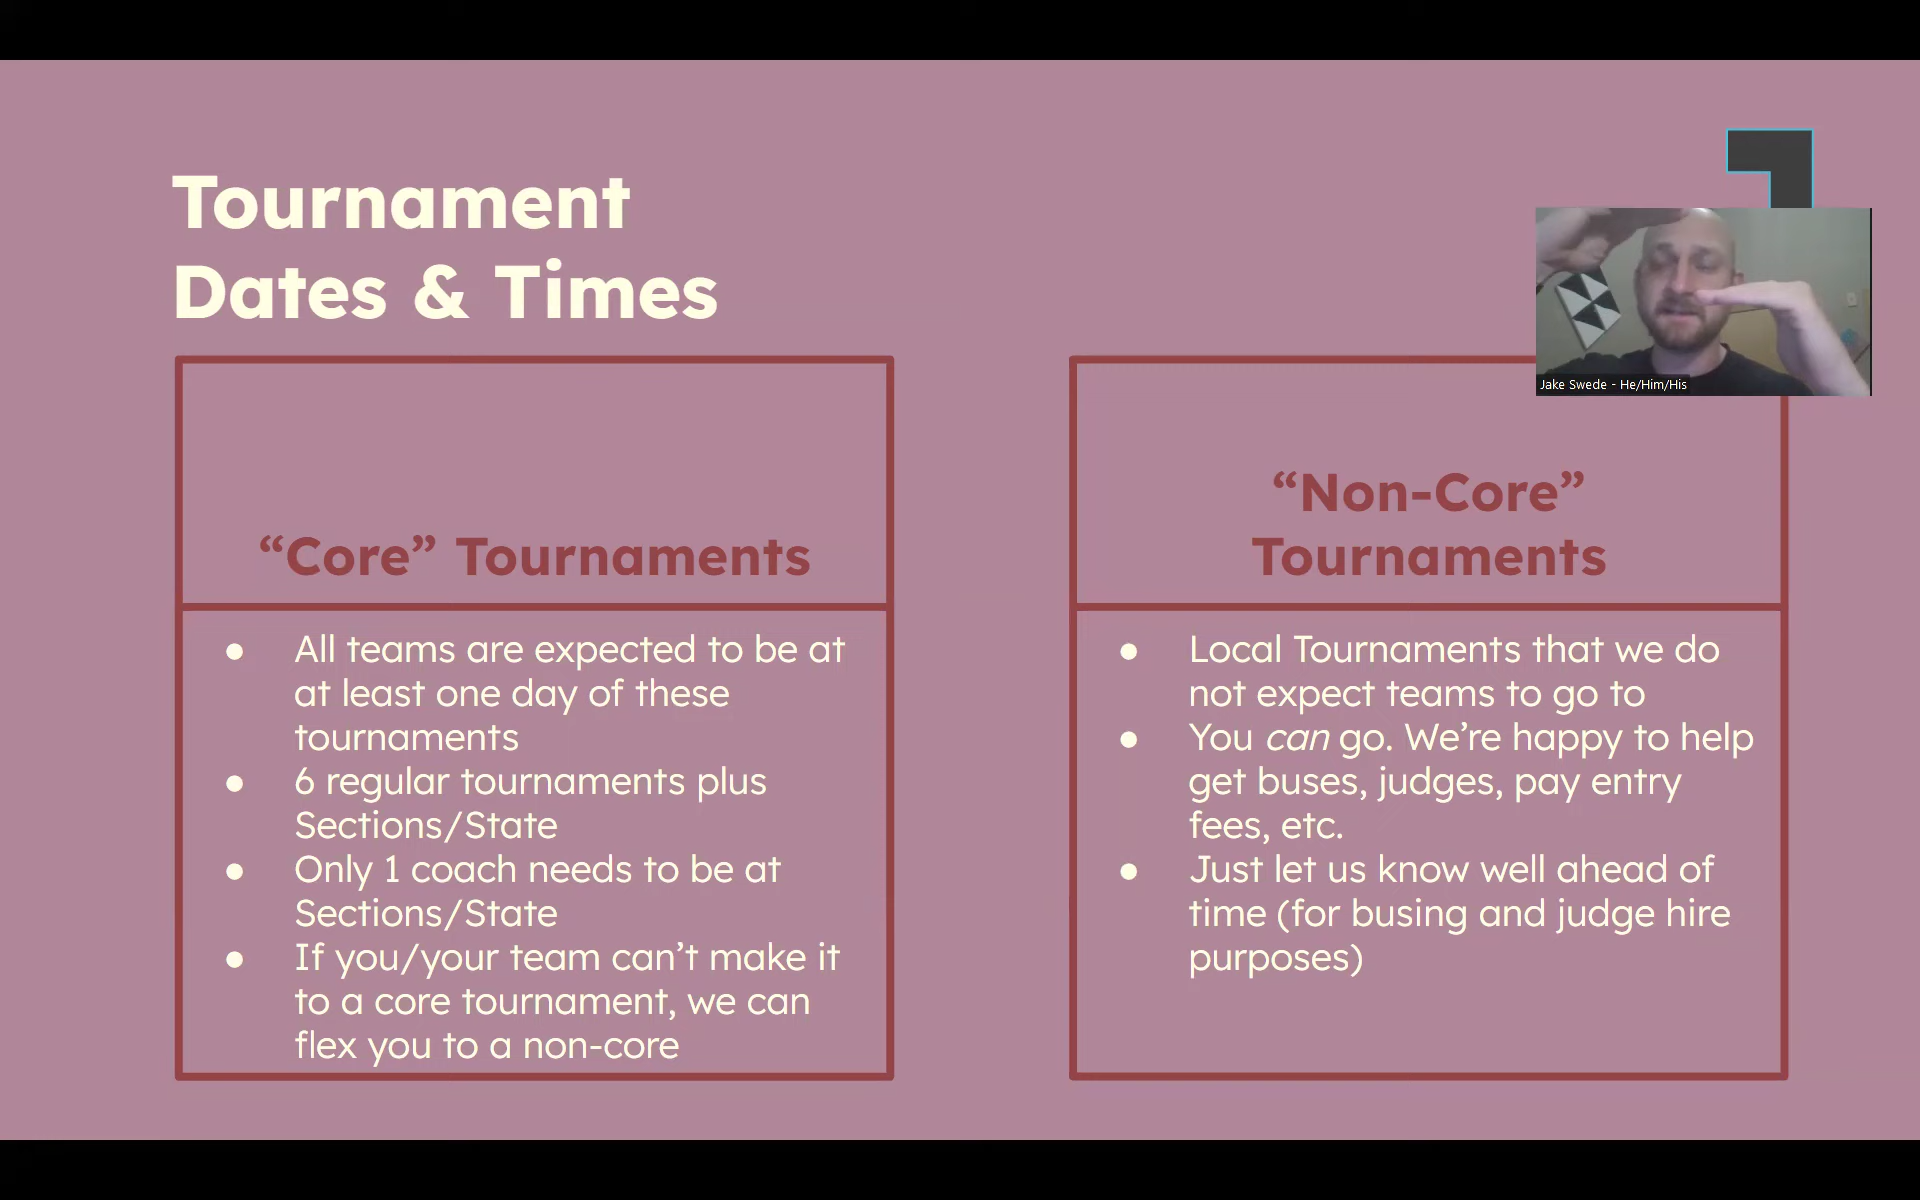 Tournament
Dates & Times
Jake Swede - He/Him/His
“Core” Tournaments
● All teams are expected to be at
at least one day of these
tournaments
● 6 regular tournaments plus
Sections/State
● Only 1 coach needs to be at
Sections/State
● If you/your team can’t make it
to a core tournament, we can
flex you to a non-core
“Non-Core”
Tournaments
● Local Tournaments that we do
not expect teams to go to
● You can go. We’re happy to help
get buses, judges, pay entry
fees, etc.
● Just let us know well ahead of
time (for busing and judge hire
purposes)